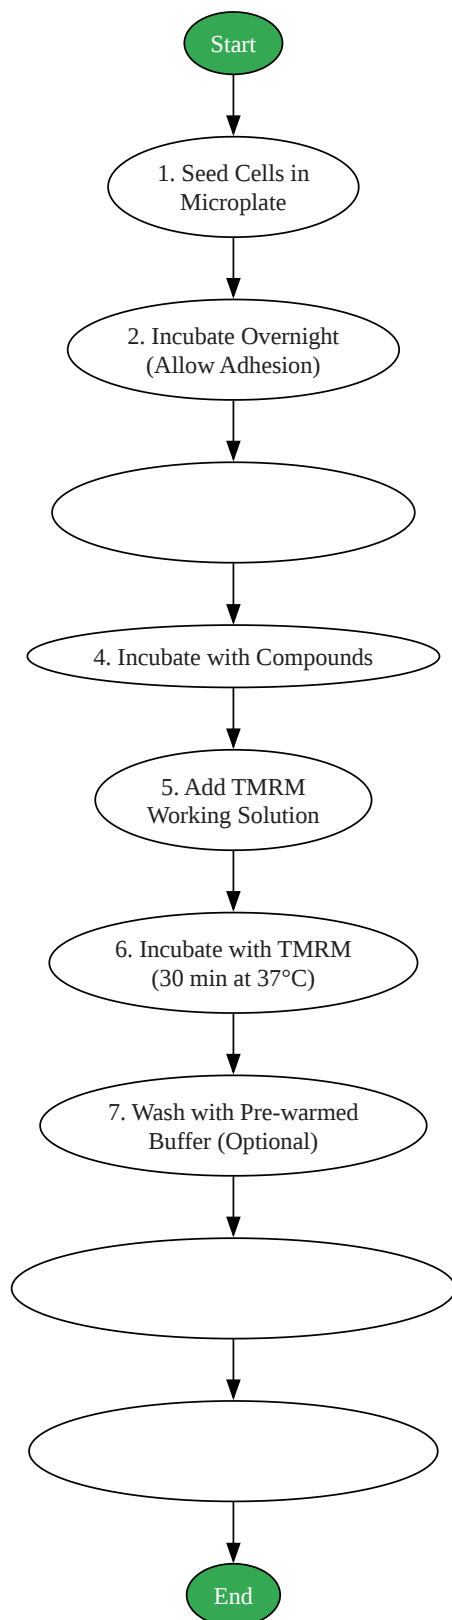 Start
1. Seed Cells in
Microplate
2. Incubate Overnight
(Allow Adhesion)
4. Incubate with Compounds
5. Add TMRM
Working Solution
6. Incubate with TMRM
(30 min at 37°C)
7. Wash with Pre-warmed
Buffer (Optional)
End